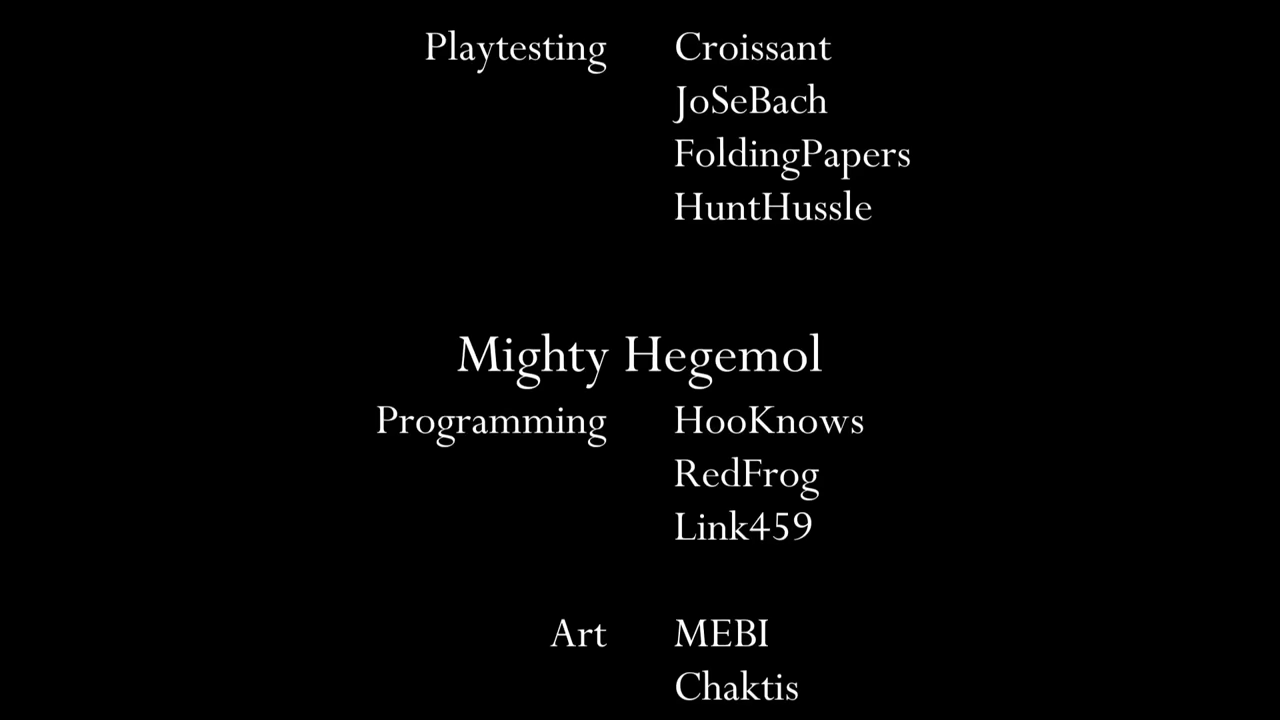 Playtesting Croissant
JoSeBach
FoldingPapers
HuntHussle
Mighty Hegemol
Programming HooKnows
RedFrog
Link459
Art MEBI
Chaktis